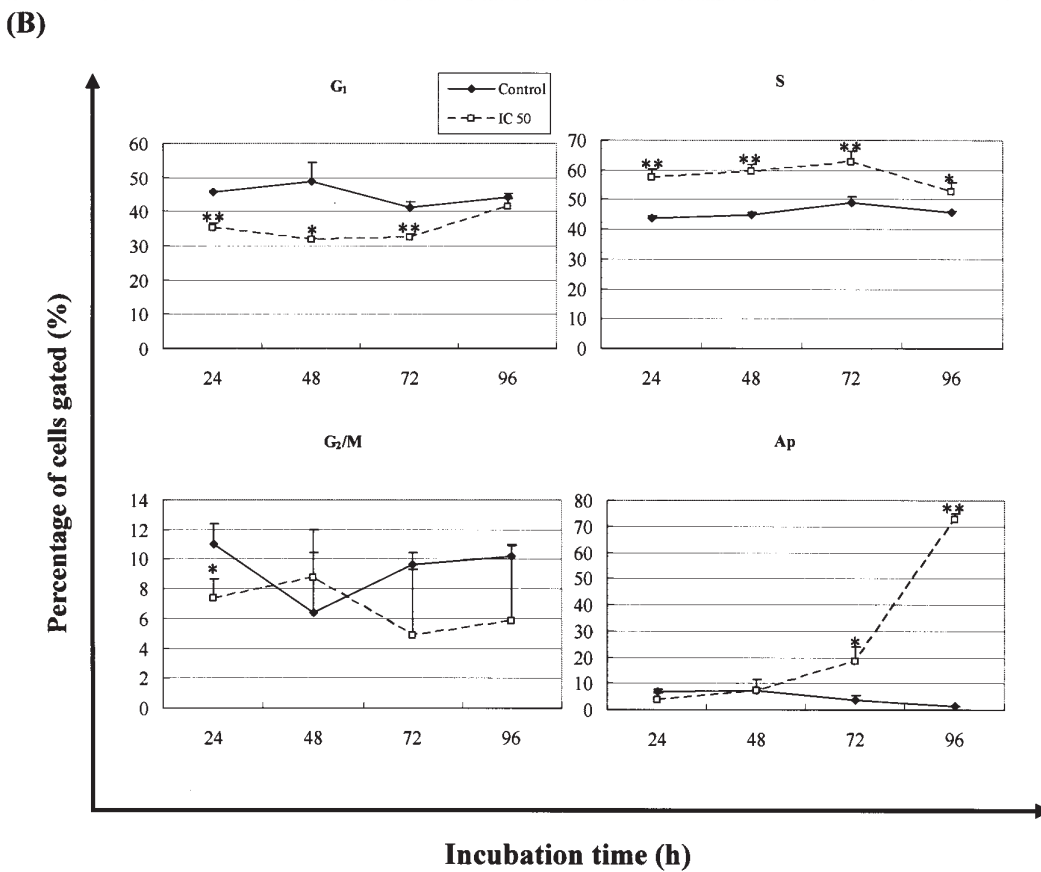 (B)
G₁
Control
IC 50
60
50
40
30
20
10
0
** * **
24 48 72 96
S
70
60
50
40
30
20
10
0
** ** ** *
24 48 72 96
G₂/M
14
12
10
8
6
4
2
0
*
24 48 72 96
Ap
80
70
60
50
40
30
20
10
0
* **
24 48 72 96
Percentage of cells gated (%)
Incubation time (h)